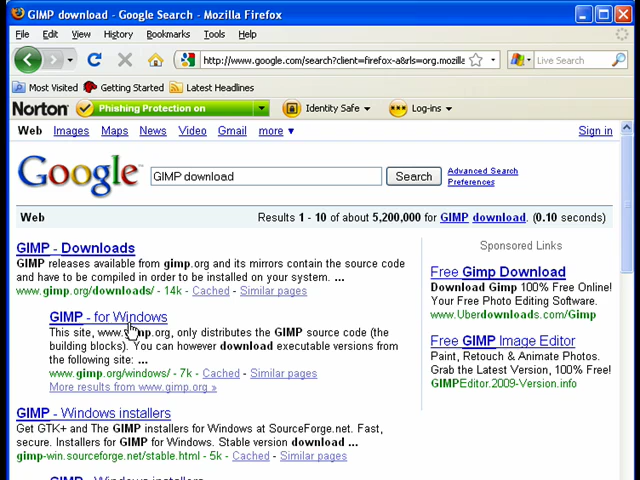 GIMP download - Google Search - Mozilla Firefox
File Edit View History Bookmarks Tools Help
http://www.google.com/search?client=firefox-a&rls=org.mozilla Live Search
Most Visited Getting Started Latest Headlines
Norton Phishing Protection on Identity Safe Log-ins
Web Images Maps News Video Gmail more ▼ Sign in
Google GIMP download Search Advanced Search
Preferences
Web Results 1 - 10 of about 5,200,000 for GIMP download. (0.10 seconds)
GIMP - Downloads
GIMP releases available from gimp.org and its mirrors contain the source code
and have to be compiled in order to be installed on your system. ...
www.gimp.org/downloads/ - 14k - Cached - Similar pages
GIMP - for Windows
This site, www.gimp.org, only distributes the GIMP source code (the
building blocks). You can however download executable versions from
the following site: ...
www.gimp.org/windows/ - 7k - Cached - Similar pages
More results from www.gimp.org »
GIMP - Windows installers
Get GTK+ and The GIMP installers for Windows at SourceForge.net. Fast,
secure. Installers for GIMP for Windows. Stable version download ...
gimp-win.sourceforge.net/stable.html - 5k - Cached - Similar pages
GIMP - Windows installers
Sponsored Links
Free Gimp Download
Download Gimp 100% Free Online!
Your Free Photo Editing Software.
www.Uberdownloads.com/Gimp
Free GIMP Image Editor
Paint, Retouch & Animate Photos.
Grab the Latest Version, 100% Free!
GIMPEditor.2009-Version.info